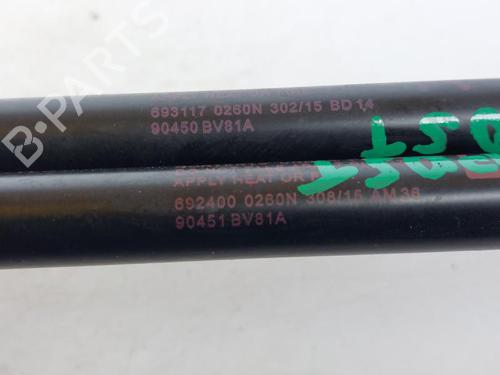 693117 0260N 302/15 BD 14
90450 BV81A
APPLY HEAT OR
692400 0260N 308/15 AM 36
90451 BV81A